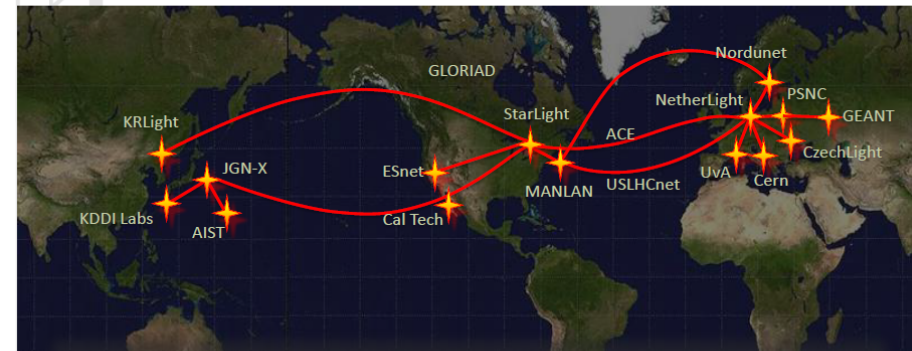 Nordunet
GLORIAD
PSNC
NetherLight
StarLight
GEANT
KRLight
ACE
CzechLight
JGN-X
ESnet
MANLAN
USLHCnet
UvA
Cern
KDDI Labs
AIST
Cal Tech